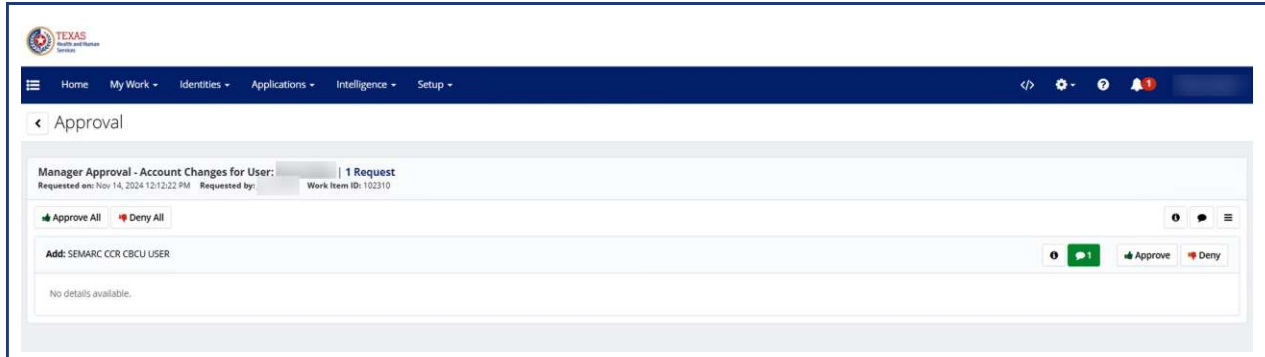 TEXAS
Health and Human
Services
Home My Work Identities Applications Intelligence Setup
</> 1
Approval
Manager Approval - Account Changes for User: | 1 Request
Requested on: Nov 14, 2024 12:12:22 PM Requested by: Work Item ID: 102310
Approve All Deny All
Add: SEMARC CCR CBCU USER 1 Approve Deny
No details available.